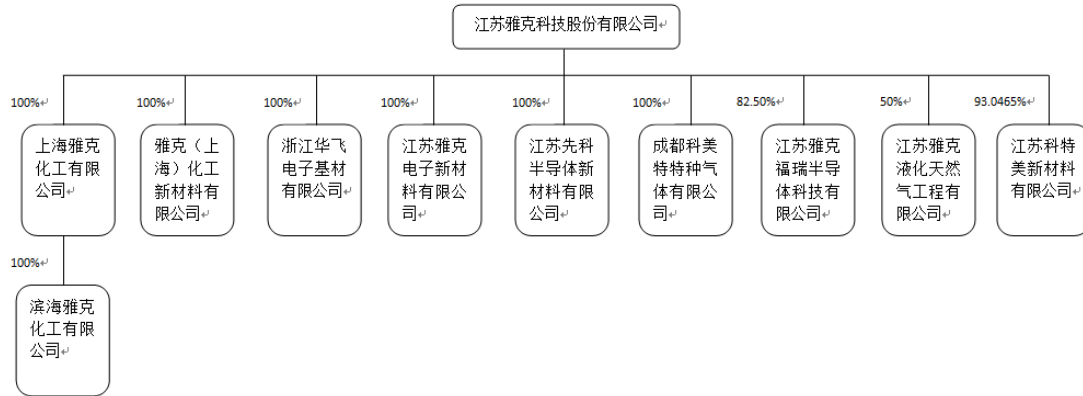 江苏雅克科技股份有限公司
100%
100%
100%
100%
100%
100%
82.50%
50%
93.0465%
上海雅克
化工有限
公司
雅克（上
海）化工
新材料有
限公司
浙江华飞
电子基材
有限公司
江苏雅克
电子新材
料有限公
司
江苏先科
半导体新
材料有限
公司
成都科美
特特种气
体有限公
司
江苏雅克
福瑞半导
体科技有
限公司
江苏雅克
液化天然
气工程有
限公司
江苏科特
美新材料
有限公司
100%
滨海雅克
化工有限
公司